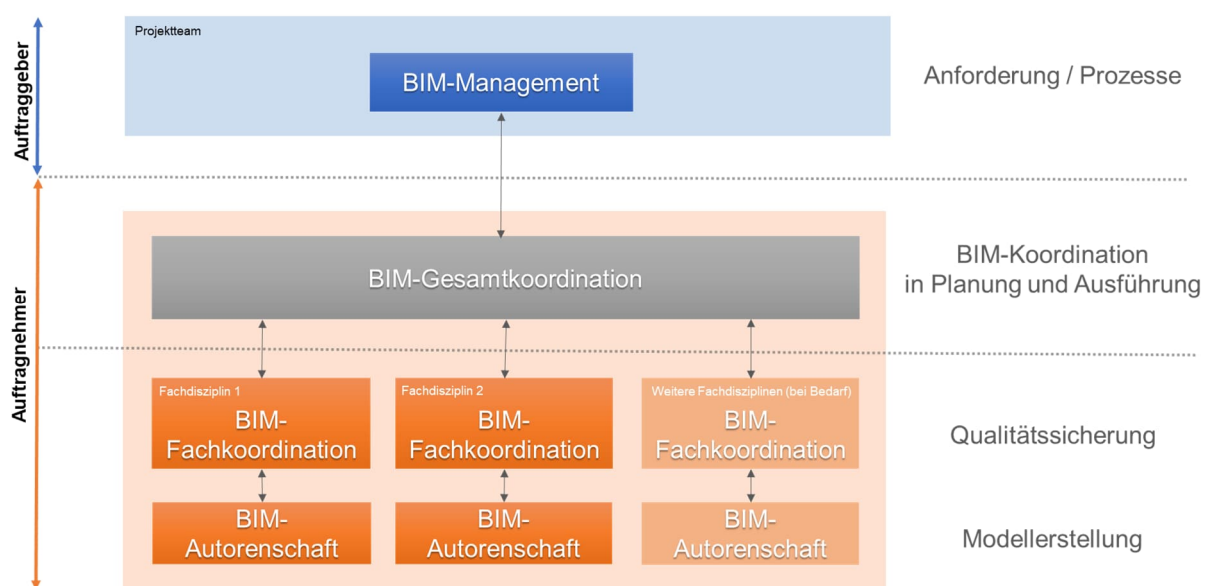 Auftraggeber
Projektteam
BIM-Management
Anforderung / Prozesse
Auftragnehmer
BIM-Gesamtkoordination
BIM-Koordination
in Planung und Ausführung
Fachdisziplin 1
BIM-
Fachkoordination
Fachdisziplin 2
BIM-
Fachkoordination
Weitere Fachdisziplinen (bei Bedarf)
BIM-
Fachkoordination
Qualitätssicherung
BIM-
Autorenschaft
BIM-
Autorenschaft
BIM-
Autorenschaft
Modellerstellung